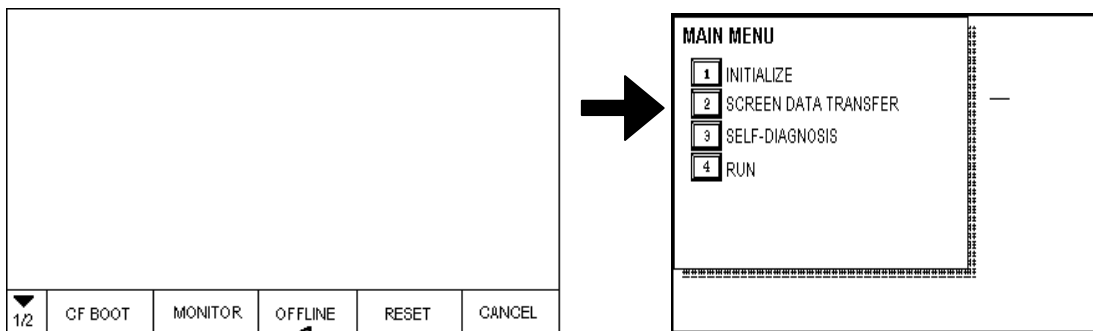 1/2 CF BOOT MONITOR OFFLINE RESET CANCEL
MAIN MENU
1 INITIALIZE
2 SCREEN DATA TRANSFER
3 SELF-DIAGNOSIS
4 RUN